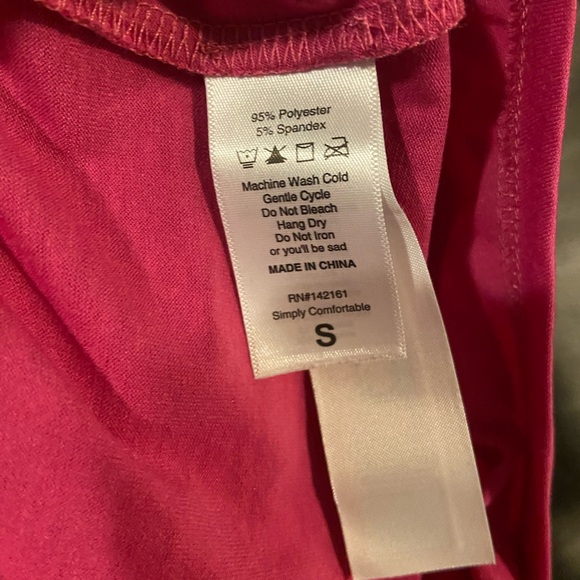 95% Polyester
5% Spandex
Machine Wash Cold
Gentle Cycle
Do Not Bleach
Hang Dry
Do Not Iron
or you'll be sad
MADE IN CHINA
RN#142161
Simply Comfortable
S